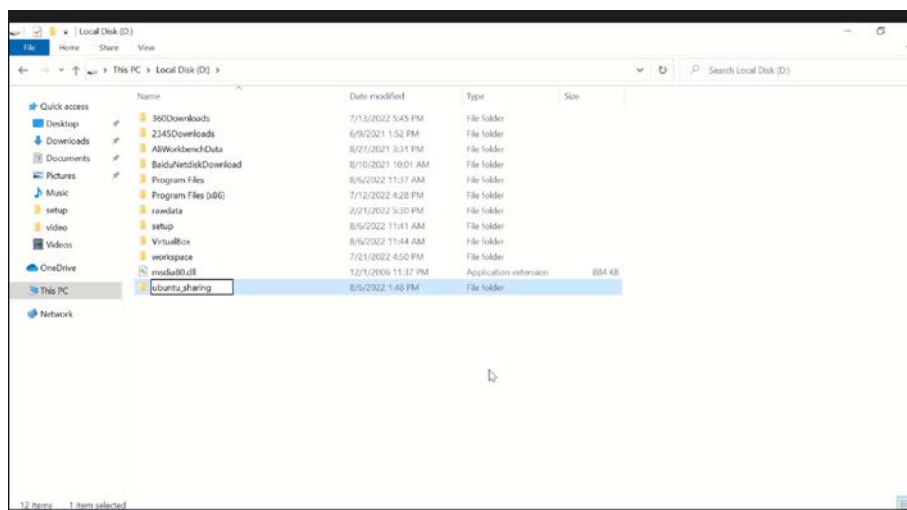 Local Disk (D:)
File Home Share View
This PC > Local Disk (D:) > Search Local Disk (D:)
Name Date modified Type Size
Quick access
Desktop
Downloads
Documents
Pictures
Music
setup
video
Videos
OneDrive
This PC
Network
360Downloads 7/13/2022 5:45 PM File folder
2345Downloads 6/9/2021 1:52 PM File folder
AliWorkbenchData 8/27/2021 3:31 PM File folder
BaiduNetdiskDownload 8/10/2021 10:01 AM File folder
Program Files 8/6/2022 11:37 AM File folder
Program Files (x86) 7/12/2022 4:28 PM File folder
rawdata 2/21/2022 5:30 PM File folder
setup 8/6/2022 11:41 AM File folder
VirtualBox 8/6/2022 11:44 AM File folder
workspace 7/21/2022 4:50 PM File folder
msdia80.dll 12/1/2006 11:37 PM Application extension 884 KB
ubuntu_sharing 8/6/2022 1:48 PM File folder
12 items 1 item selected